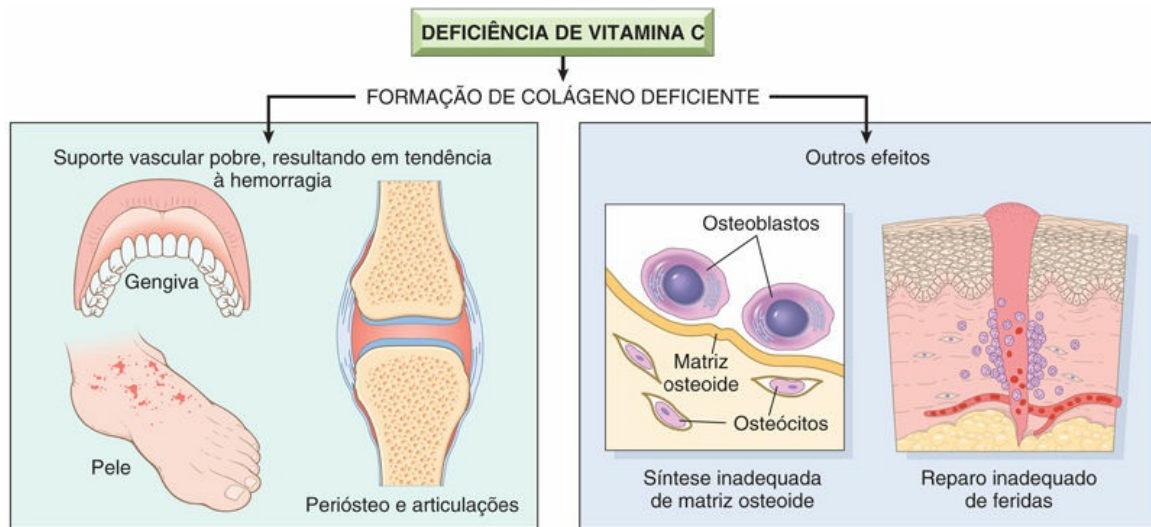 DEFICIÊNCIA DE VITAMINA C
FORMAÇÃO DE COLÁGENO DEFICIENTE
Suporte vascular pobre, resultando em tendência
à hemorragia
Gengiva
Pele
Periósteo e articulações
Outros efeitos
Osteoblastos
Matriz
osteoide
Osteócitos
Síntese inadequada
de matriz osteoide
Reparo inadequado
de feridas